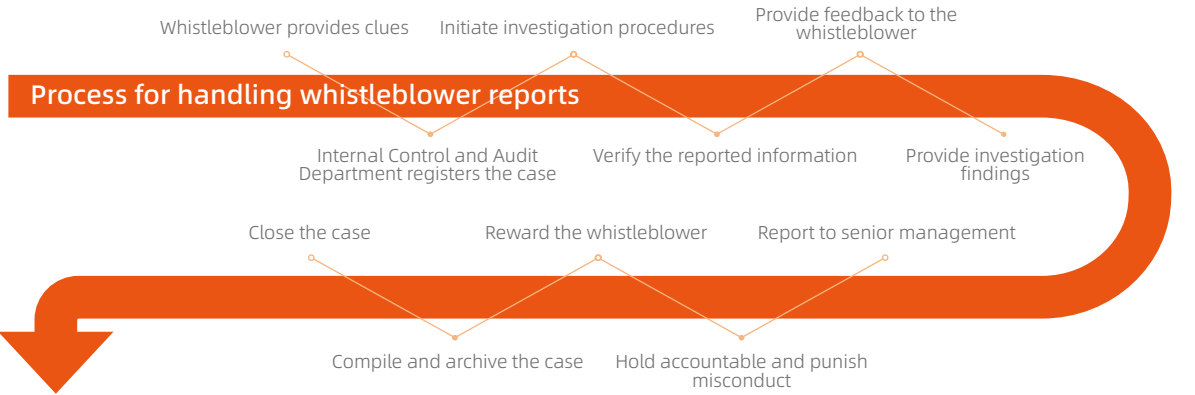 Whistleblower provides clues
Initiate investigation procedures
Provide feedback to the
whistleblower
Process for handling whistleblower reports
Internal Control and Audit
Department registers the case
Verify the reported information
Provide investigation
findings
Close the case
Reward the whistleblower
Report to senior management
Compile and archive the case
Hold accountable and punish
misconduct